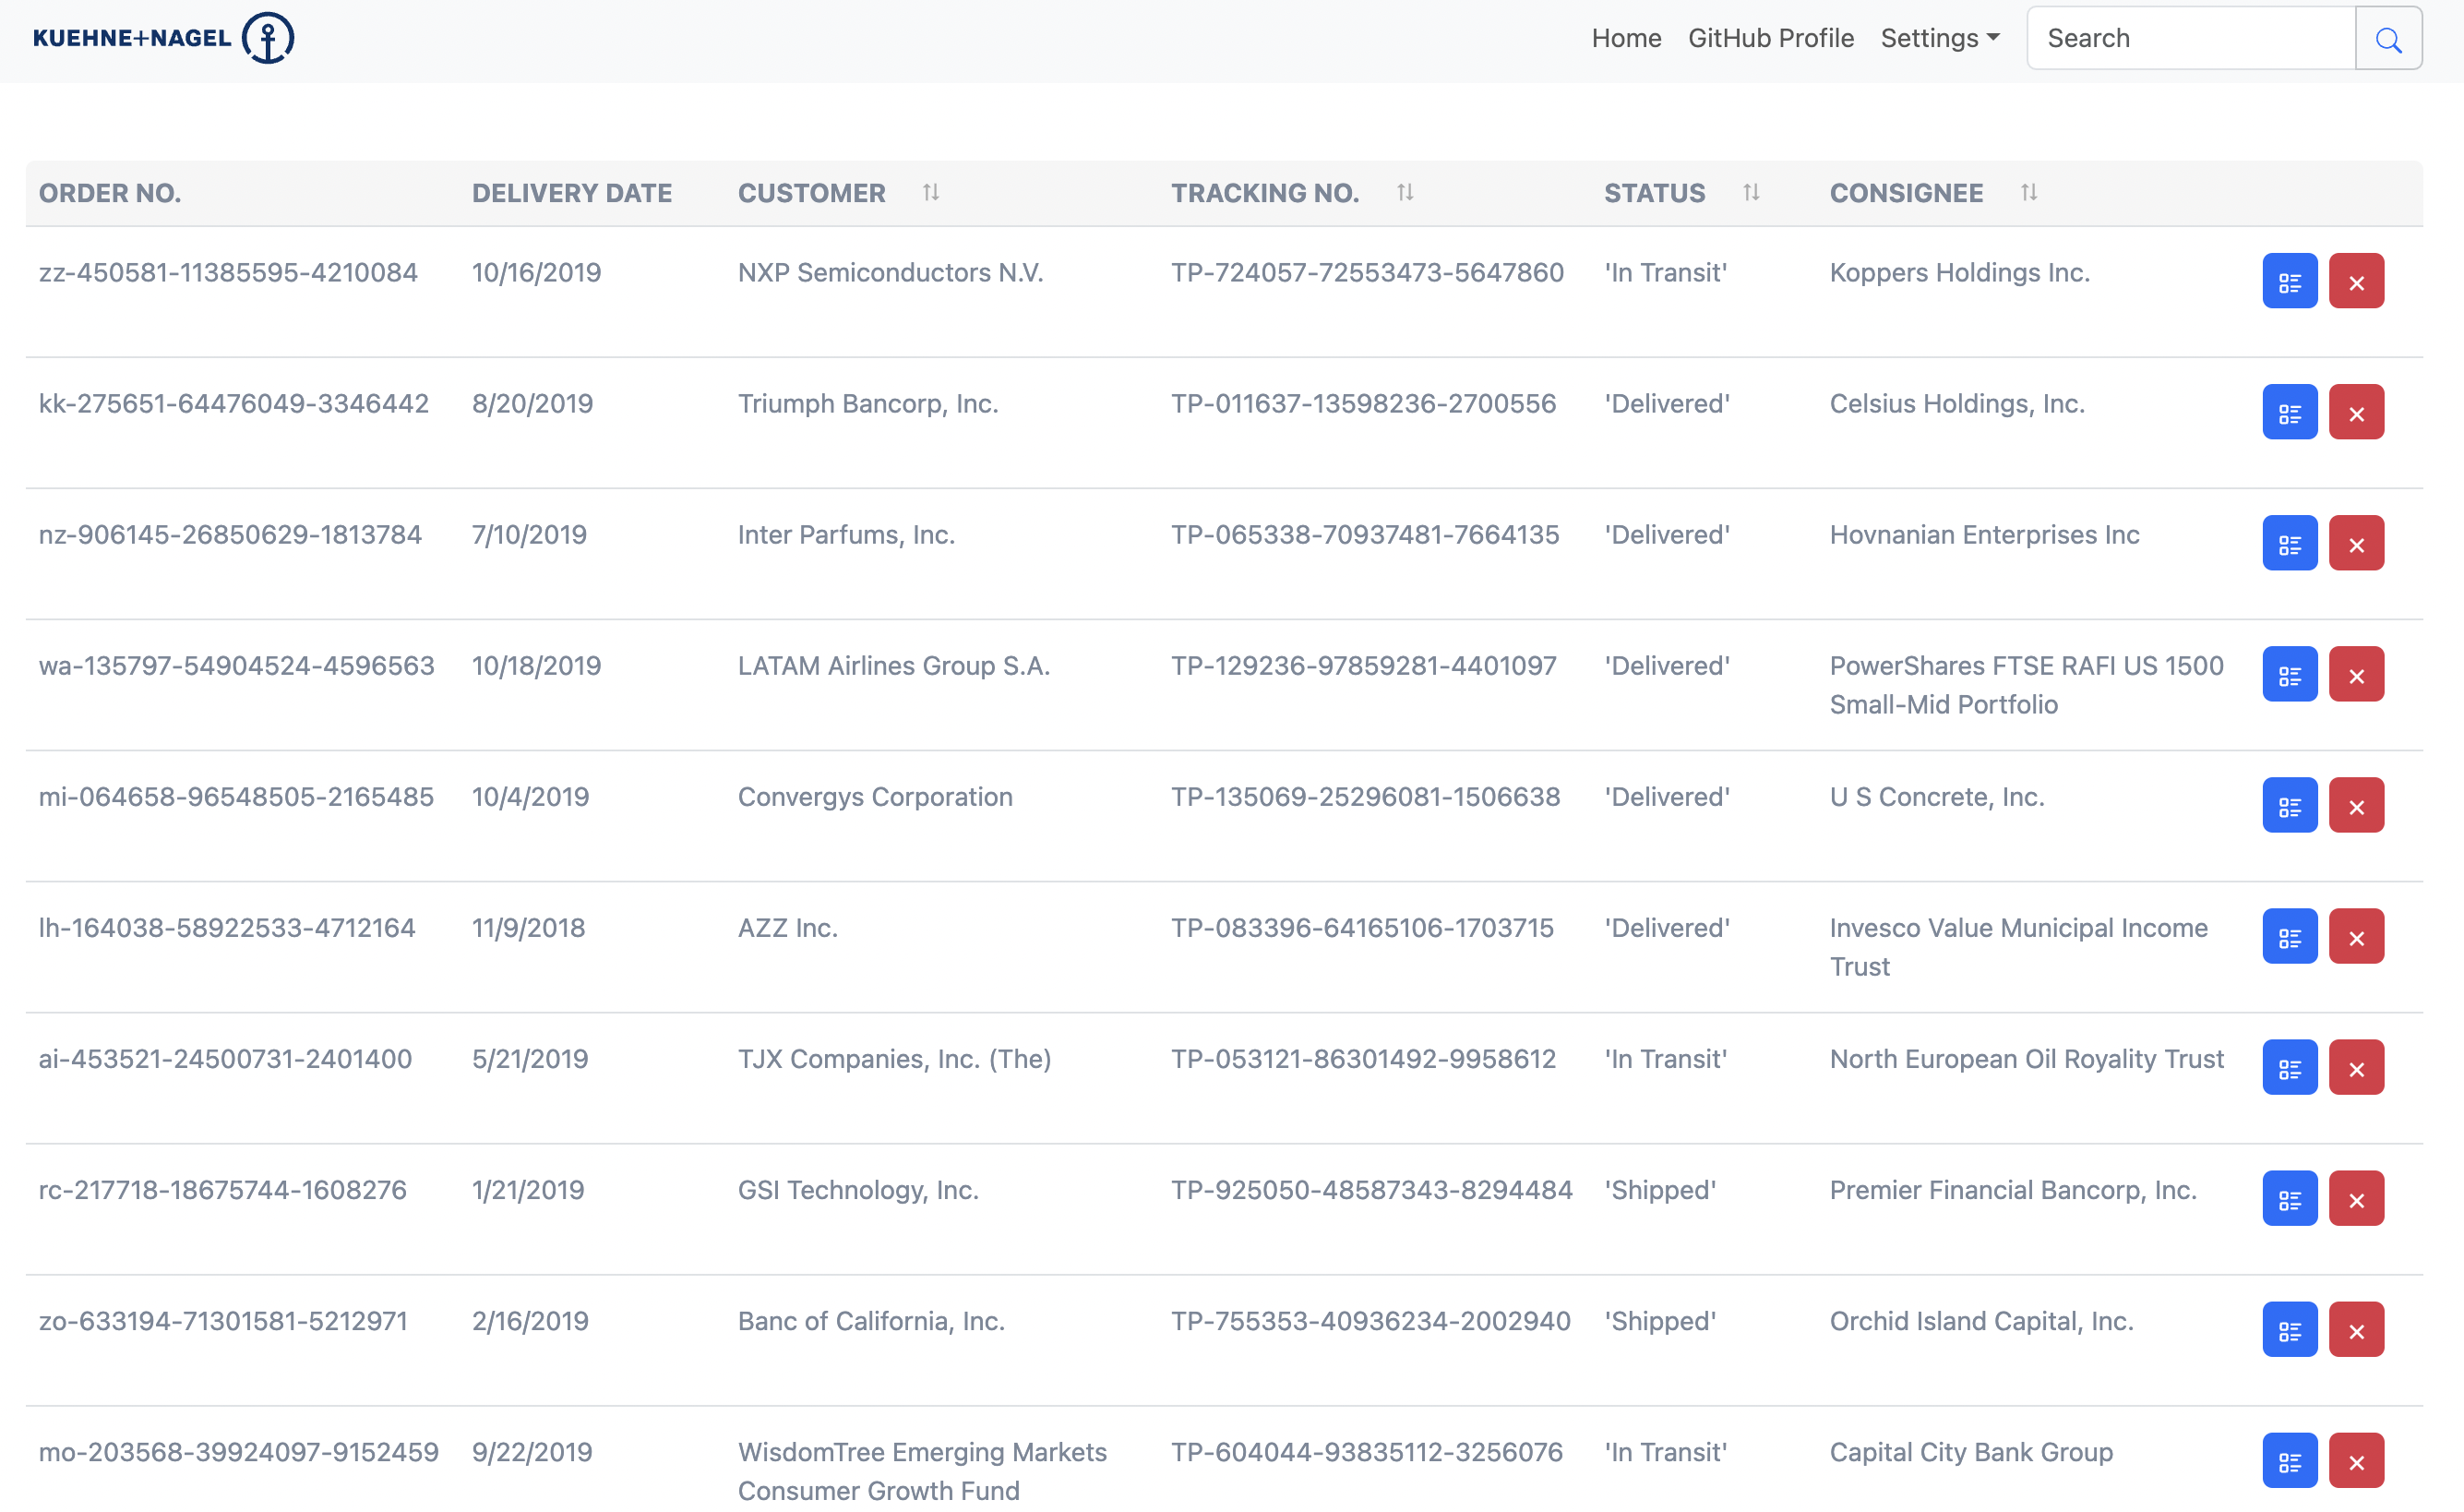 KUEHNE+NAGEL Home GitHub Profile Settings Search
ORDER NO. DELIVERY DATE CUSTOMER TRACKING NO. STATUS CONSIGNEE
zz-450581-11385595-4210084 10/16/2019 NXP Semiconductors N.V. TP-724057-72553473-5647860 'In Transit' Koppers Holdings Inc.
kk-275651-64476049-3346442 8/20/2019 Triumph Bancorp, Inc. TP-011637-13598236-2700556 'Delivered' Celsius Holdings, Inc.
nz-906145-26850629-1813784 7/10/2019 Inter Parfums, Inc. TP-065338-70937481-7664135 'Delivered' Hovnanian Enterprises Inc
wa-135797-54904524-4596563 10/18/2019 LATAM Airlines Group S.A. TP-129236-97859281-4401097 'Delivered' PowerShares FTSE RAFI US 1500
Small-Mid Portfolio
mi-064658-96548505-2165485 10/4/2019 Convergys Corporation TP-135069-25296081-1506638 'Delivered' U S Concrete, Inc.
lh-164038-58922533-4712164 11/9/2018 AZZ Inc. TP-083396-64165106-1703715 'Delivered' Invesco Value Municipal Income
Trust
ai-453521-24500731-2401400 5/21/2019 TJX Companies, Inc. (The) TP-053121-86301492-9958612 'In Transit' North European Oil Royality Trust
rc-217718-18675744-1608276 1/21/2019 GSI Technology, Inc. TP-925050-48587343-8294484 'Shipped' Premier Financial Bancorp, Inc.
zo-633194-71301581-5212971 2/16/2019 Banc of California, Inc. TP-755353-40936234-2002940 'Shipped' Orchid Island Capital, Inc.
mo-203568-39924097-9152459 9/22/2019 WisdomTree Emerging Markets TP-604044-93835112-3256076 'In Transit' Capital City Bank Group
Consumer Growth Fund